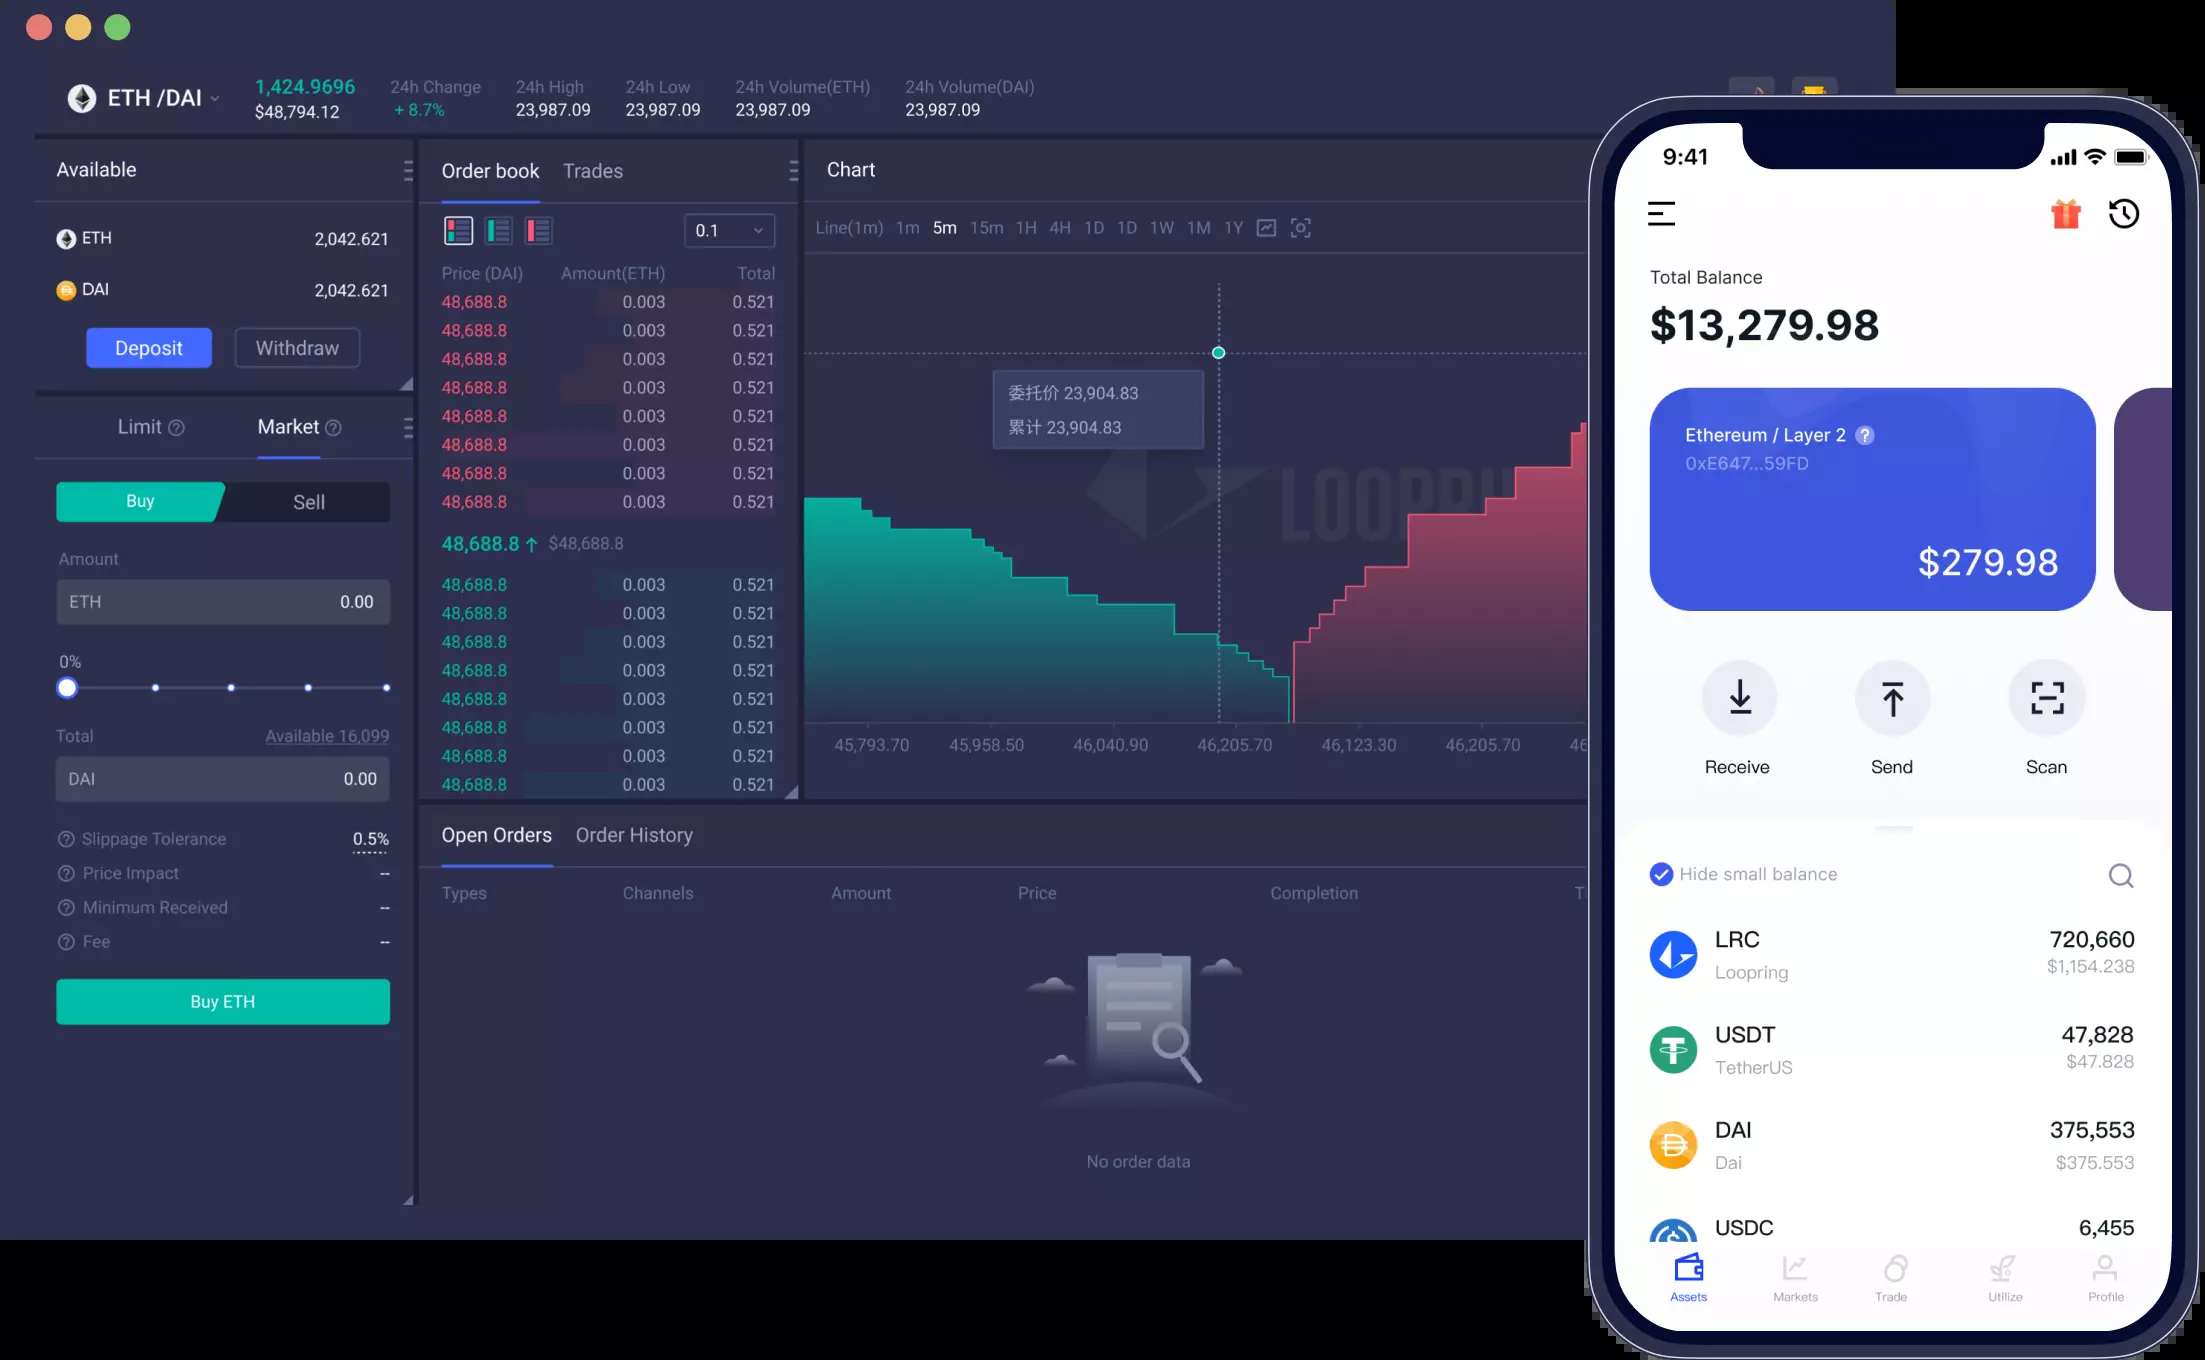 ETH /DAI
1,424.9696
$48,794.12
24h Change
+ 8.7%
24h High
23,987.09
24h Low
23,987.09
24h Volume(ETH)
23,987.09
24h Volume(DAI)
23,987.09
Available
ETH 2,042.621
DAI 2,042.621
Deposit Withdraw
Limit Market
Buy Sell
Amount
ETH 0.00
0%
Total Available 16,099
DAI 0.00
Slippage Tolerance 0.5%
Price Impact --
Minimum Received --
Fee --
Buy ETH
Order book Trades
0.1
Price (DAI) Amount(ETH) Total
48,688.8 0.003 0.521
48,688.8 0.003 0.521
48,688.8 0.003 0.521
48,688.8 0.003 0.521
48,688.8 0.003 0.521
48,688.8 0.003 0.521
48,688.8 0.003 0.521
48,688.8 0.003 0.521
48,688.8 ↑ $48,688.8
48,688.8 0.003 0.521
48,688.8 0.003 0.521
48,688.8 0.003 0.521
48,688.8 0.003 0.521
48,688.8 0.003 0.521
48,688.8 0.003 0.521
48,688.8 0.003 0.521
48,688.8 0.003 0.521
Chart
Line(1m) 1m 5m 15m 1H 4H 1D 1D 1W 1M 1Y
委托价 23,904.83
累计 23,904.83
45,793.70 45,958.50 46,040.90 46,205.70 46,123.30 46,205.70
Open Orders Order History
Types Channels Amount Price Completion
No order data
9:41
Total Balance
$13,279.98
Ethereum / Layer 2
0xE647...59FD
$279.98
Receive Send Scan
Hide small balance
LRC 720,660
Loopring $1,154.238
USDT 47,828
TetherUS $47.828
DAI 375,553
Dai $375.553
USDC 6,455
Assets Markets Trade Utilize Profile